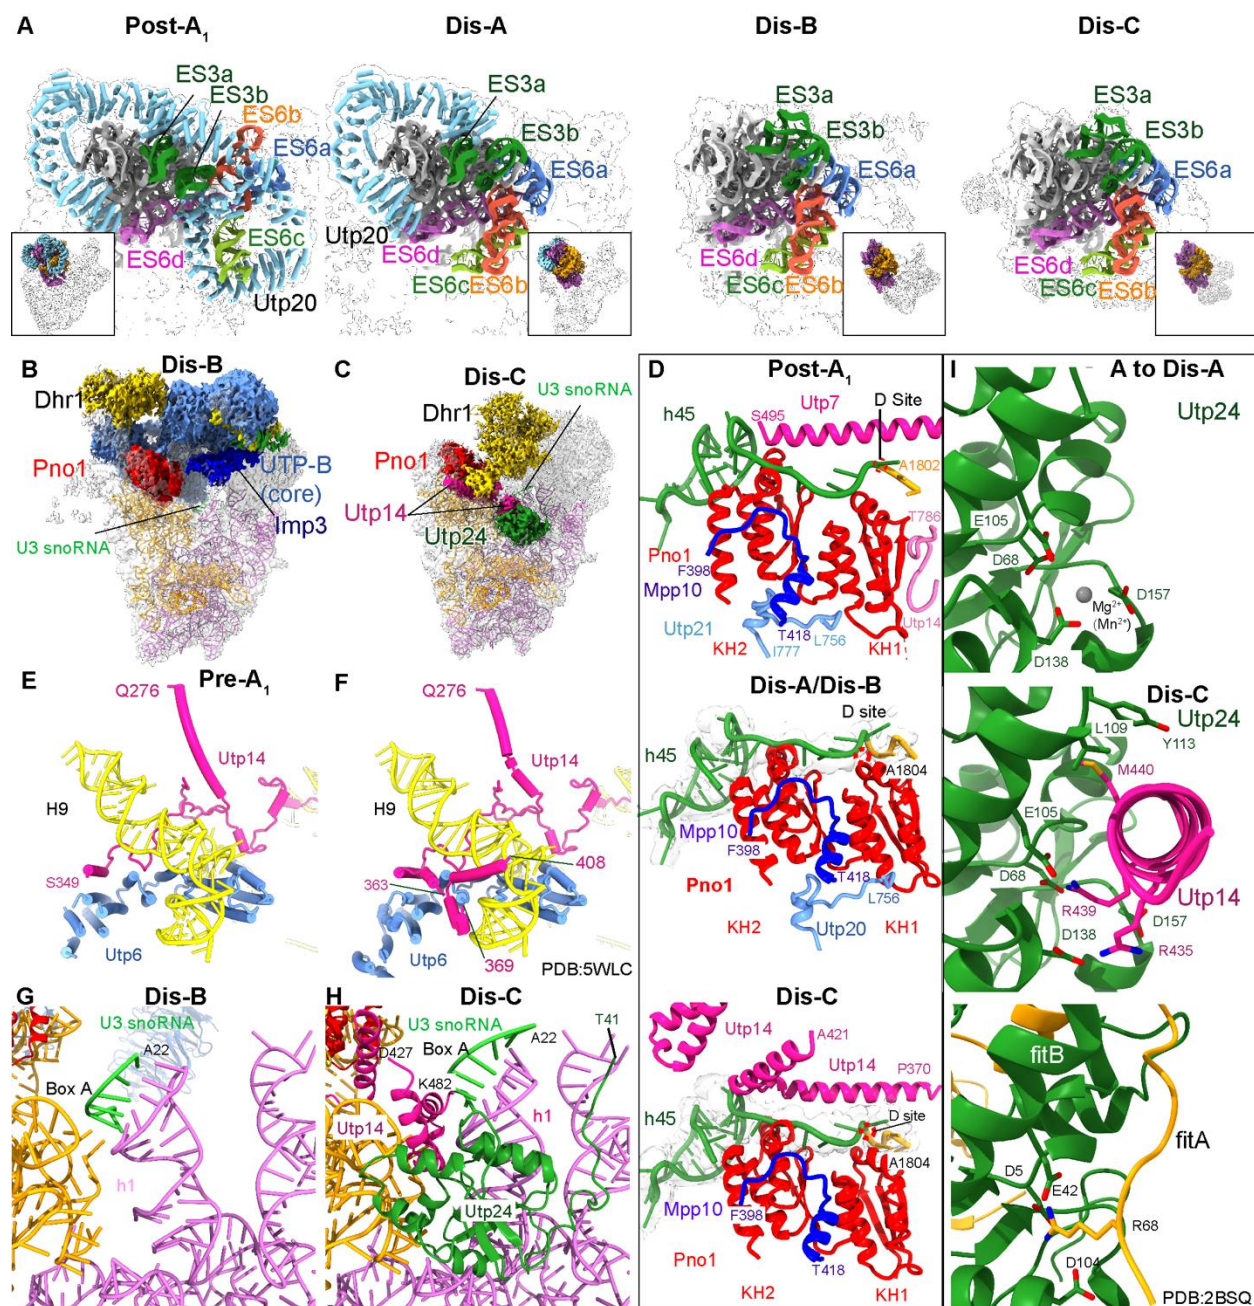 A
Post-A1
Dis-A
Dis-B
Dis-C
ES3a
ES3b
ES6b
ES6a
ES6c
ES6d
Utp20
ES3a
ES3b
ES6a
Utp20
ES6d
ES6c
ES6b
ES3a
ES3b
ES6a
ES6d
ES6c
ES6b
ES3a
ES3b
ES6a
ES6d
ES6c
ES6b
B
Dis-B
Dhr1
Pno1
UTP-B
(core)
Imp3
U3 snoRNA
C
Dis-C
U3 snoRNA
Dhr1
Pno1
Utp14
Utp24
D
Post-A1
Utp7
D Site
h45
S495
A1802
T786
Pno1
F398
Mpp10
Utp21
T418
L756
I777
KH2
KH1
Utp14
Dis-A/Dis-B
D site
h45
A1804
Mpp10
F398
T418
L756
Pno1
KH2
Utp20
KH1
Dis-C
Utp14
A421
Utp14
P370
h45
D site
A1804
Mpp10
F398
Pno1
T418
KH2
KH1
E
Pre-A1
Q276
Utp14
H9
S349
Utp6
F
Q276
Utp14
H9
408
363
Utp6
369
PDB:5WLC
G
Dis-B
U3 snoRNA
A22
Box A
h1
H
Dis-C
U3 snoRNA
T41
D427
Box A
A22
K482
h1
Utp14
Utp24
I
A to Dis-A
Utp24
E105
D68
D157
Mg2+
(Mn2+)
D138
Dis-C
Utp24
L109
Y113
M440
E105
D68
Utp14
R439
D157
D138
R435
fitB
fitA
D5
E42
R68
D104
PDB:2BSQ